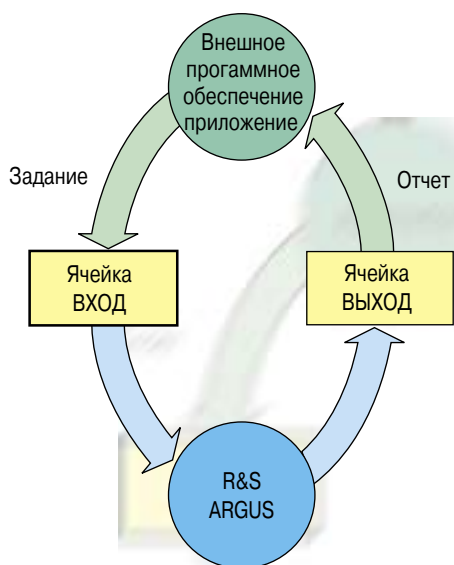 Внешное
прогаммное
обеспечение
приложение
Задание
Отчет
Ячейка
ВХОД
Ячейка
ВЫХОД
R&S
ARGUS